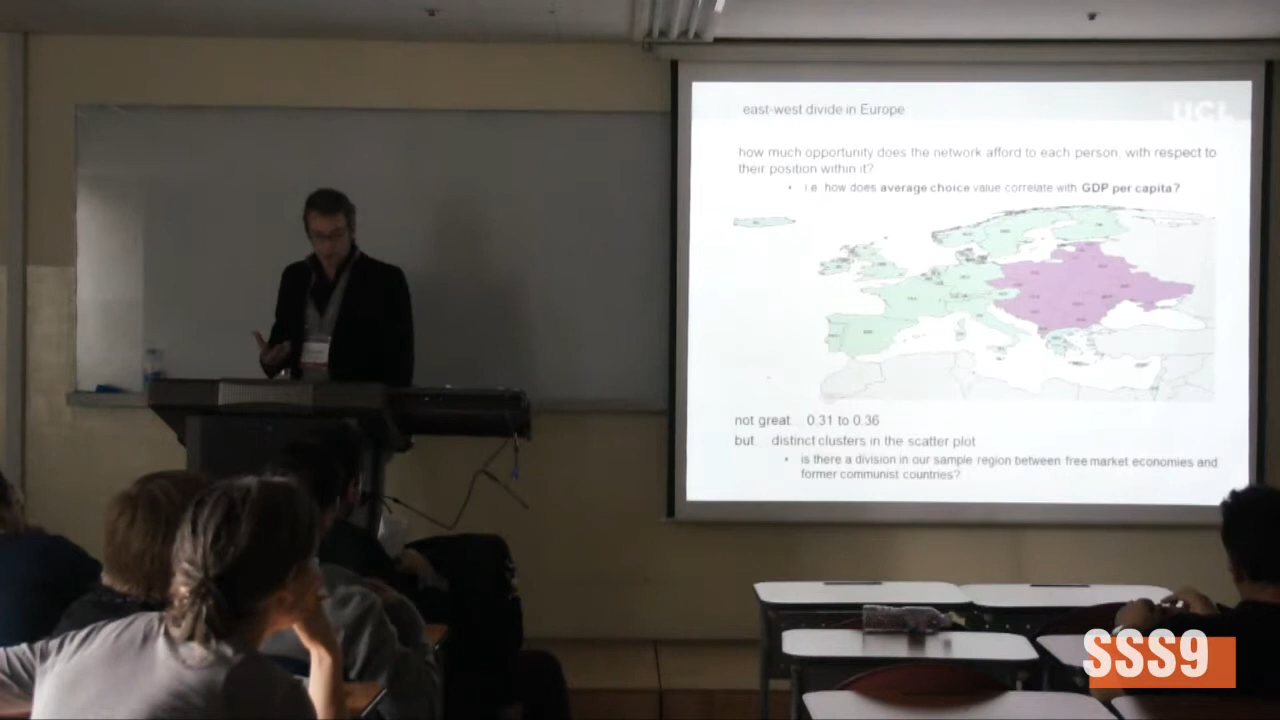 east-west divide in Europe
UCL
how much opportunity does the network afford to each person, with respect to
their position within it?
• i.e. how does average choice value correlate with GDP per capita?
not great... 0.31 to 0.36
but... distinct clusters in the scatter plot
• is there a division in our sample region between free market economies and
former communist countries?
SSS9